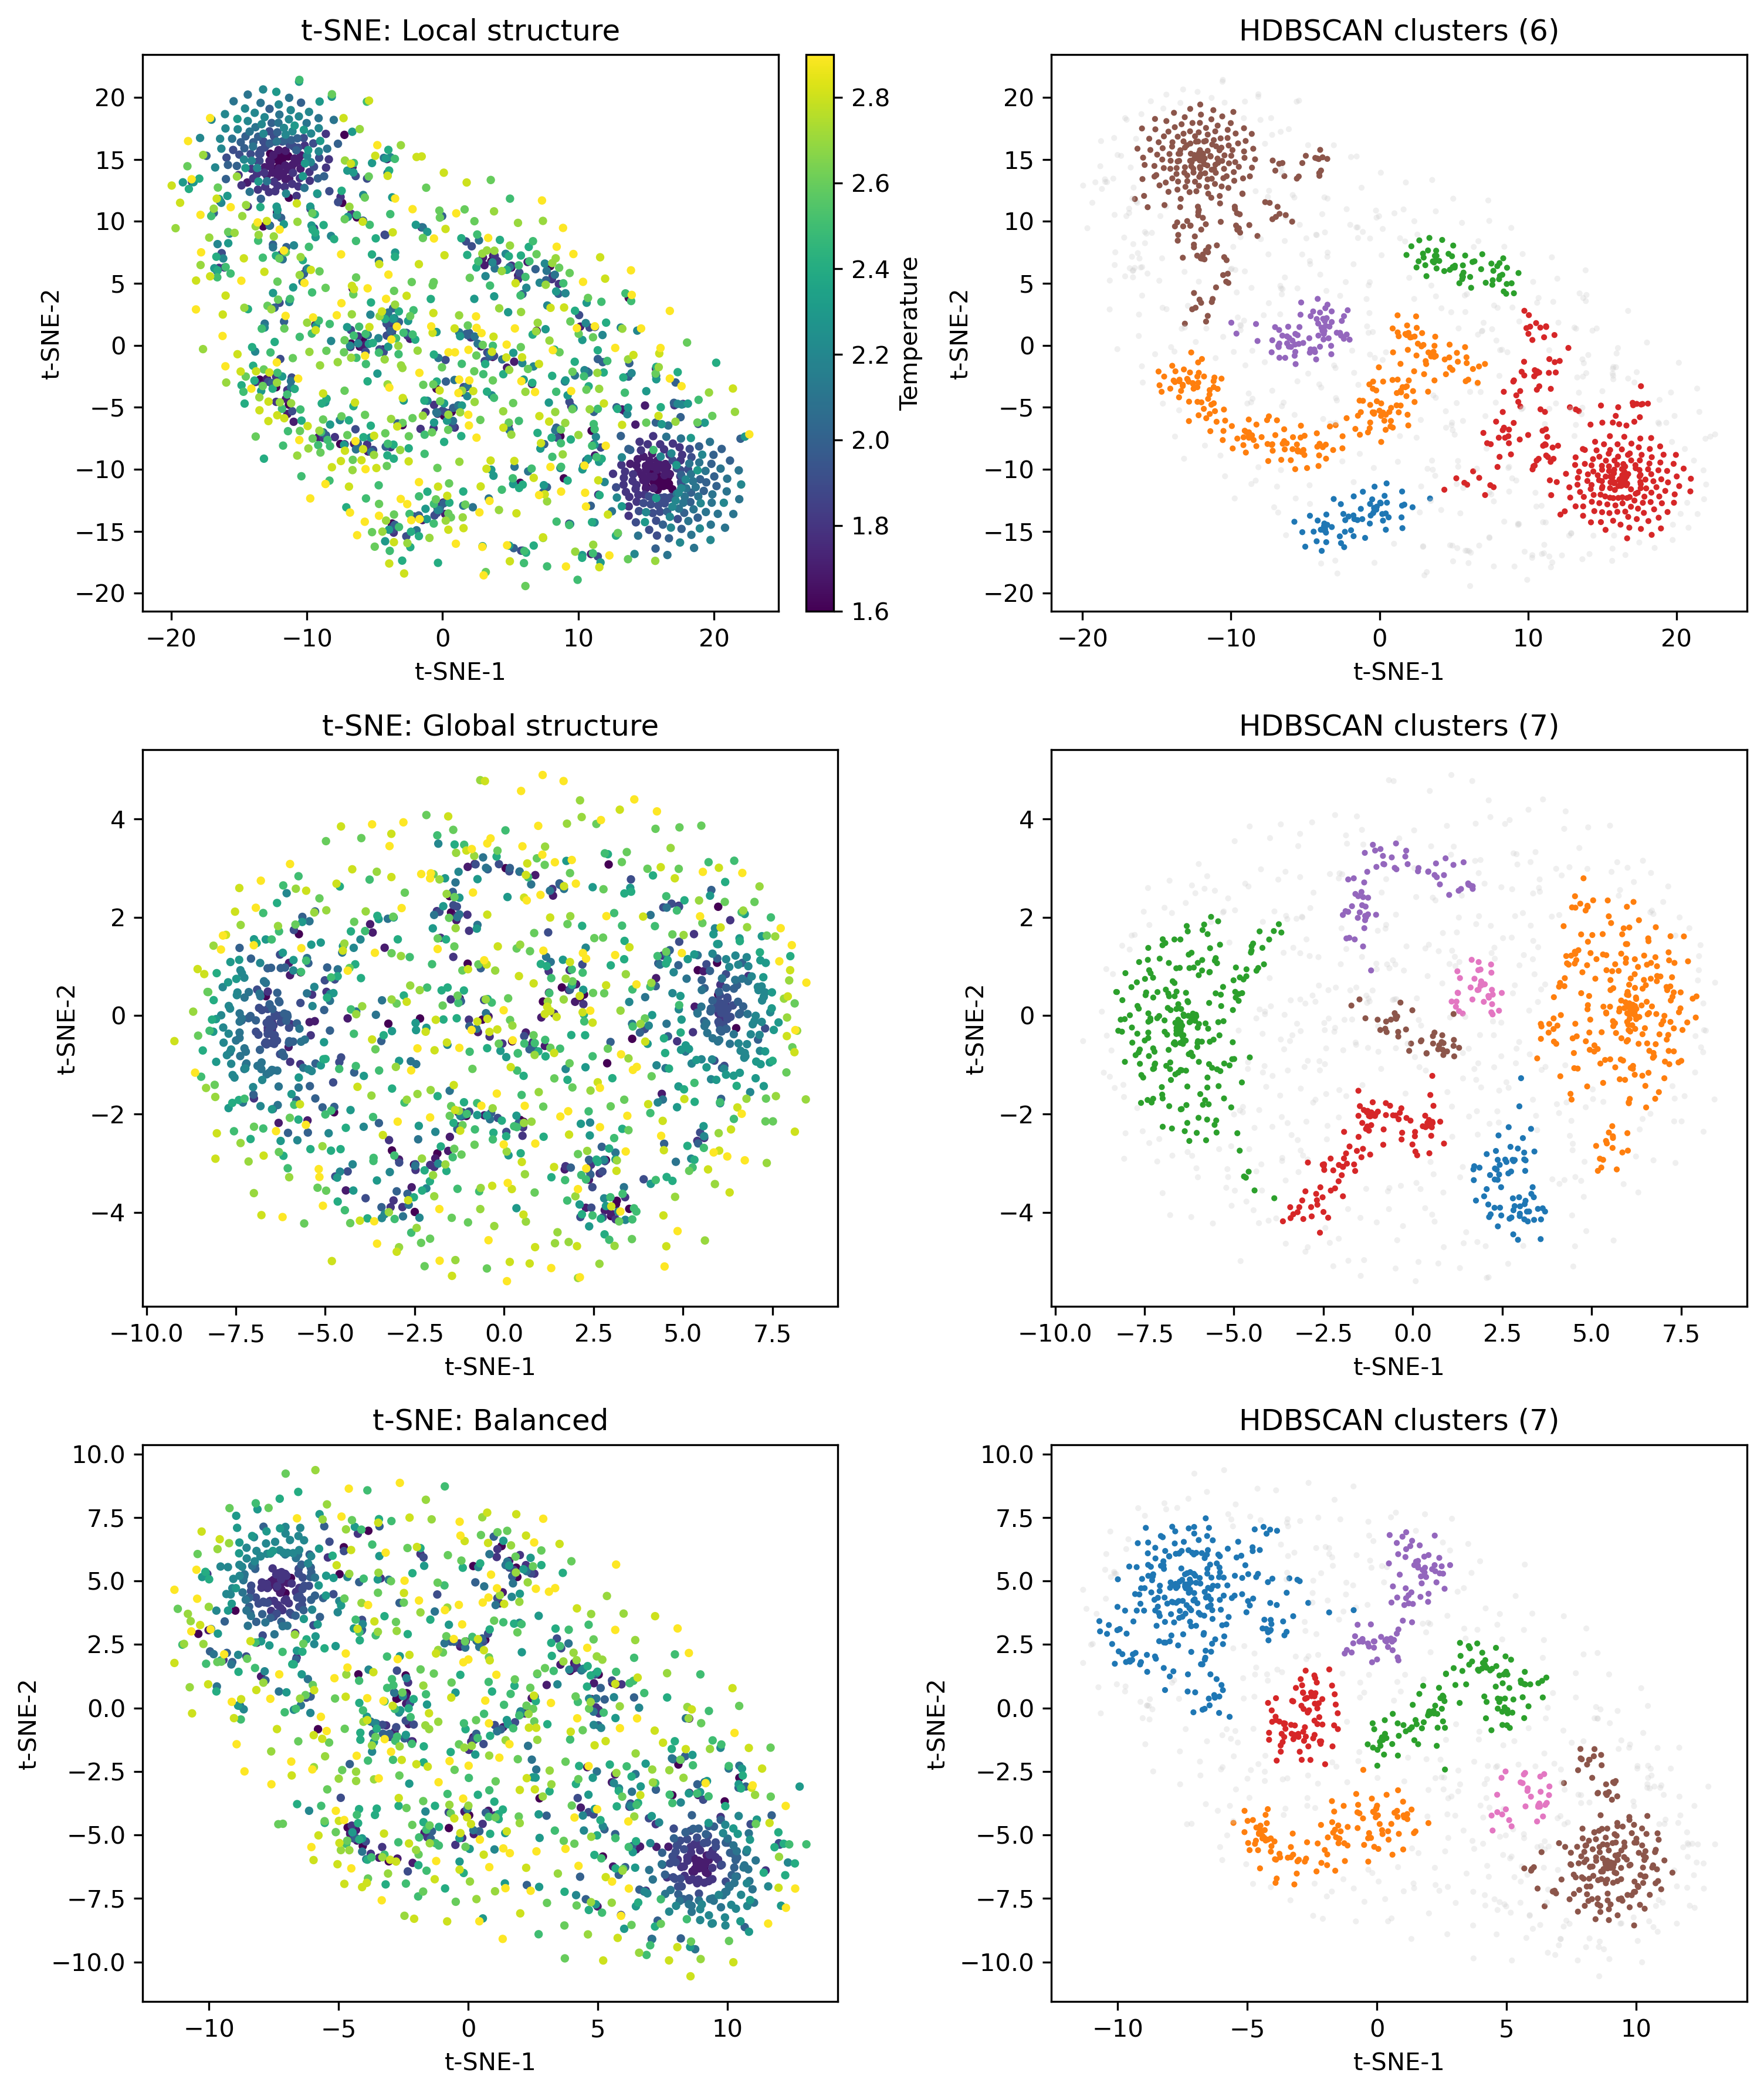 t-SNE: Local structure
20
15
10
5
0
−5
−10
−15
−20
t-SNE-2
−20 −10 0 10 20
t-SNE-1
2.8
2.6
2.4
2.2
2.0
1.8
1.6
Temperature
HDBSCAN clusters (6)
20
15
10
5
0
−5
−10
−15
−20
t-SNE-2
−20 −10 0 10 20
t-SNE-1
t-SNE: Global structure
4
2
0
−2
−4
t-SNE-2
−10.0 −7.5 −5.0 −2.5 0.0 2.5 5.0 7.5
t-SNE-1
HDBSCAN clusters (7)
4
2
0
−2
−4
t-SNE-2
−10.0 −7.5 −5.0 −2.5 0.0 2.5 5.0 7.5
t-SNE-1
t-SNE: Balanced
10.0
7.5
5.0
2.5
0.0
−2.5
−5.0
−7.5
−10.0
t-SNE-2
−10 −5 0 5 10
t-SNE-1
HDBSCAN clusters (7)
10.0
7.5
5.0
2.5
0.0
−2.5
−5.0
−7.5
−10.0
t-SNE-2
−10 −5 0 5 10
t-SNE-1